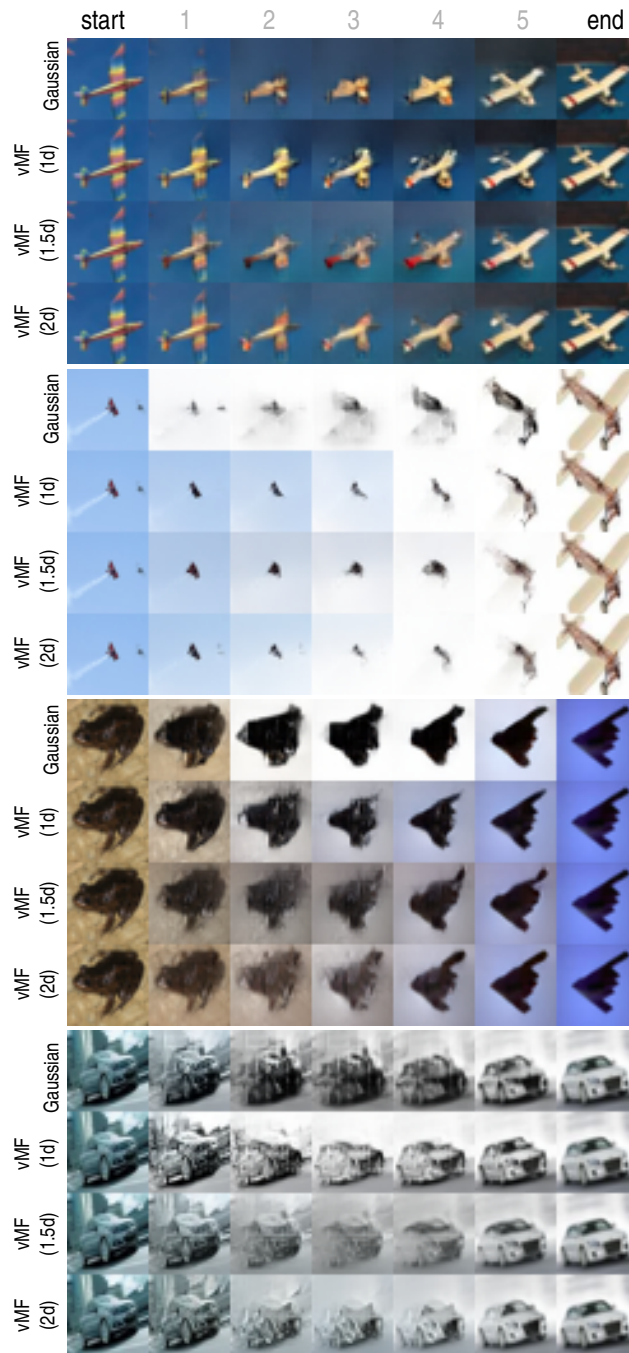 start 1 2 3 4 5 end
Gaussian
vMF
(1d)
vMF
(1.5d)
vMF
(2d)
Gaussian
vMF
(1d)
vMF
(1.5d)
vMF
(2d)
Gaussian
vMF
(1d)
vMF
(1.5d)
vMF
(2d)
Gaussian
vMF
(1d)
vMF
(1.5d)
vMF
(2d)